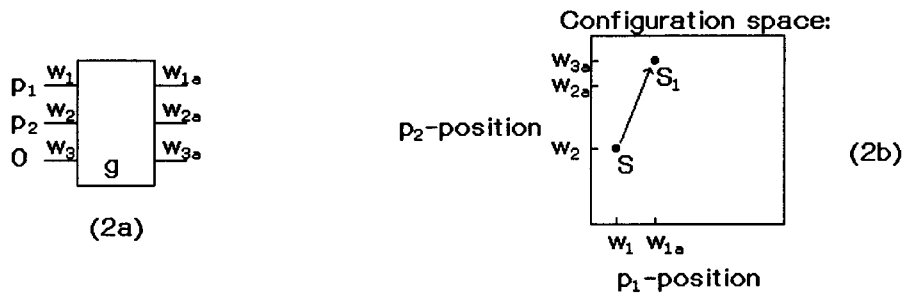 p₁ w₁ w₁ₐ
p₂ w₂ w₂ₐ
0 w₃ w₃ₐ
g
(2a)
Configuration space:
w₃ₐ
w₂ₐ
S₁
p₂-position
w₂
S
(2b)
w₁ w₁ₐ
p₁-position